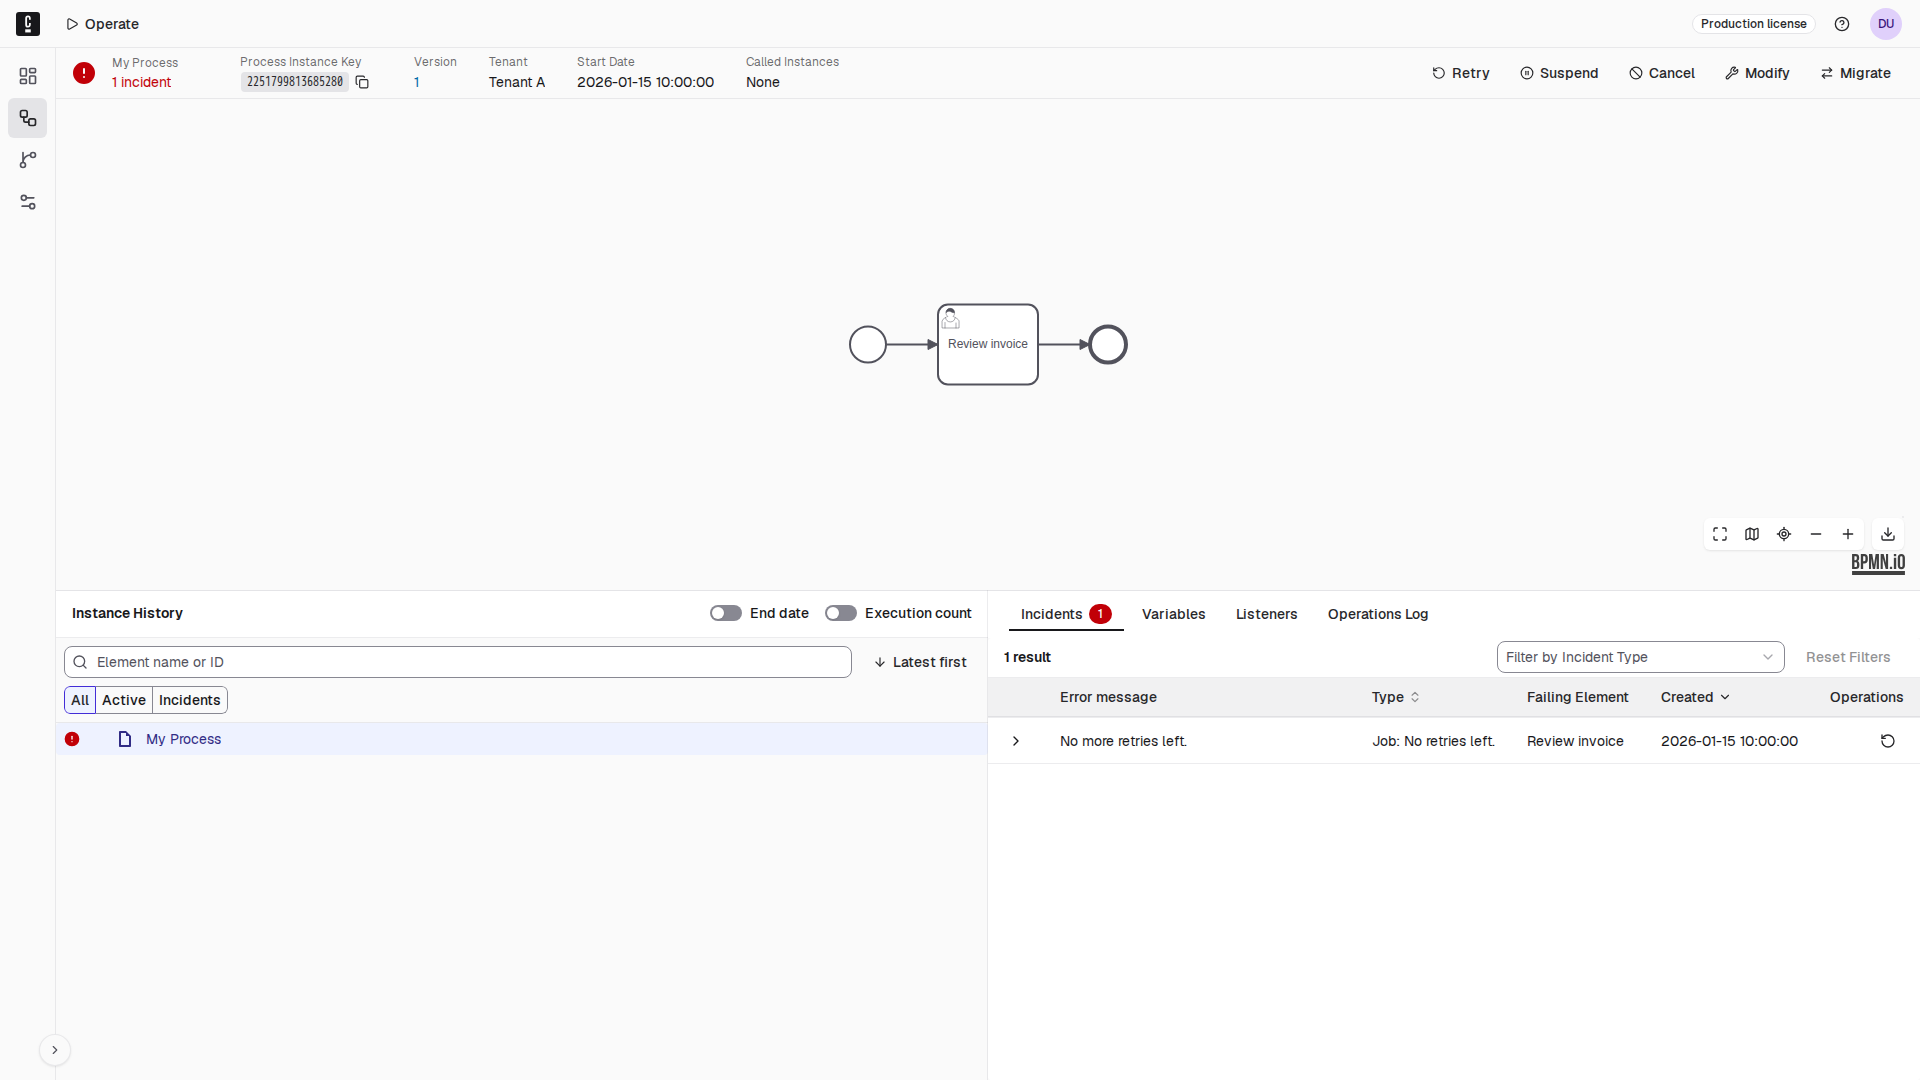 Operate
Production license
DU
My Process
1 incident
Process Instance Key
2251799813685280
Version
1
Tenant
Tenant A
Start Date
2026-01-15 10:00:00
Called Instances
None
Retry
Suspend
Cancel
Modify
Migrate
Review invoice
BPMN.iO
Instance History
End date
Execution count
Element name or ID
Latest first
All
Active
Incidents
My Process
Incidents 1
Variables
Listeners
Operations Log
1 result
Filter by Incident Type
Reset Filters
Error message
Type
Failing Element
Created
Operations
No more retries left.
Job: No retries left.
Review invoice
2026-01-15 10:00:00